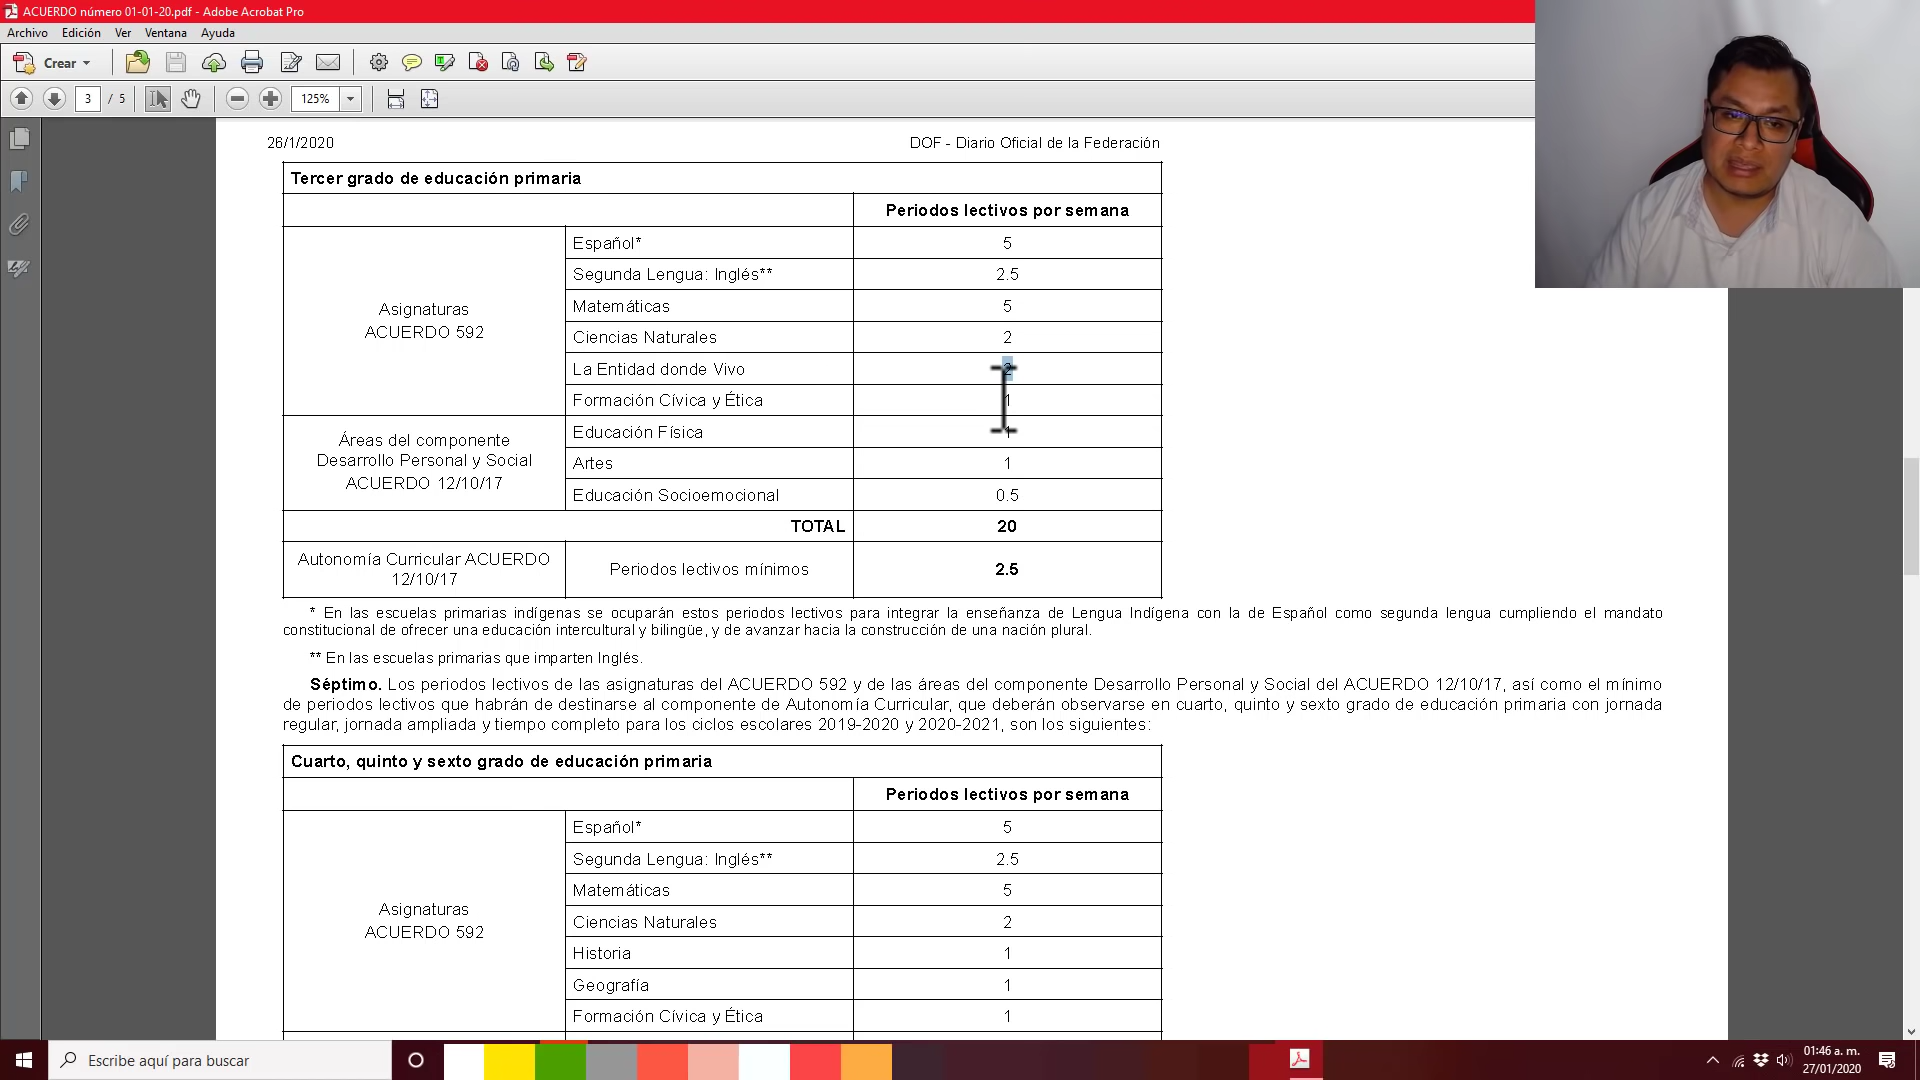 ACUERDO número 01-01-20.pdf - Adobe Acrobat Pro
Archivo Edición Ver Ventana Ayuda
Crear
3 / 5 125%
26/1/2020 DOF - Diario Oficial de la Federación
Tercer grado de educación primaria
Periodos lectivos por semana
Asignaturas
ACUERDO 592
Español* 5
Segunda Lengua: Inglés** 2.5
Matemáticas 5
Ciencias Naturales 2
La Entidad donde Vivo 2
Formación Cívica y Ética 1
Áreas del componente
Desarrollo Personal y Social
ACUERDO 12/10/17
Educación Física 1
Artes 1
Educación Socioemocional 0.5
TOTAL 20
Autonomía Curricular ACUERDO
12/10/17
Periodos lectivos mínimos 2.5
* En las escuelas primarias indígenas se ocuparán estos periodos lectivos para integrar la enseñanza de Lengua Indígena con la de Español como segunda lengua cumpliendo el mandato
constitucional de ofrecer una educación intercultural y bilingüe, y de avanzar hacia la construcción de una nación plural.
** En las escuelas primarias que imparten Inglés.
Séptimo. Los periodos lectivos de las asignaturas del ACUERDO 592 y de las áreas del componente Desarrollo Personal y Social del ACUERDO 12/10/17, así como el mínimo
de periodos lectivos que habrán de destinarse al componente de Autonomía Curricular, que deberán observarse en cuarto, quinto y sexto grado de educación primaria con jornada
regular, jornada ampliada y tiempo completo para los ciclos escolares 2019-2020 y 2020-2021, son los siguientes:
Cuarto, quinto y sexto grado de educación primaria
Periodos lectivos por semana
Asignaturas
ACUERDO 592
Español* 5
Segunda Lengua: Inglés** 2.5
Matemáticas 5
Ciencias Naturales 2
Historia 1
Geografía 1
Formación Cívica y Ética 1
Escribe aquí para buscar
01:46 a. m.
27/01/2020